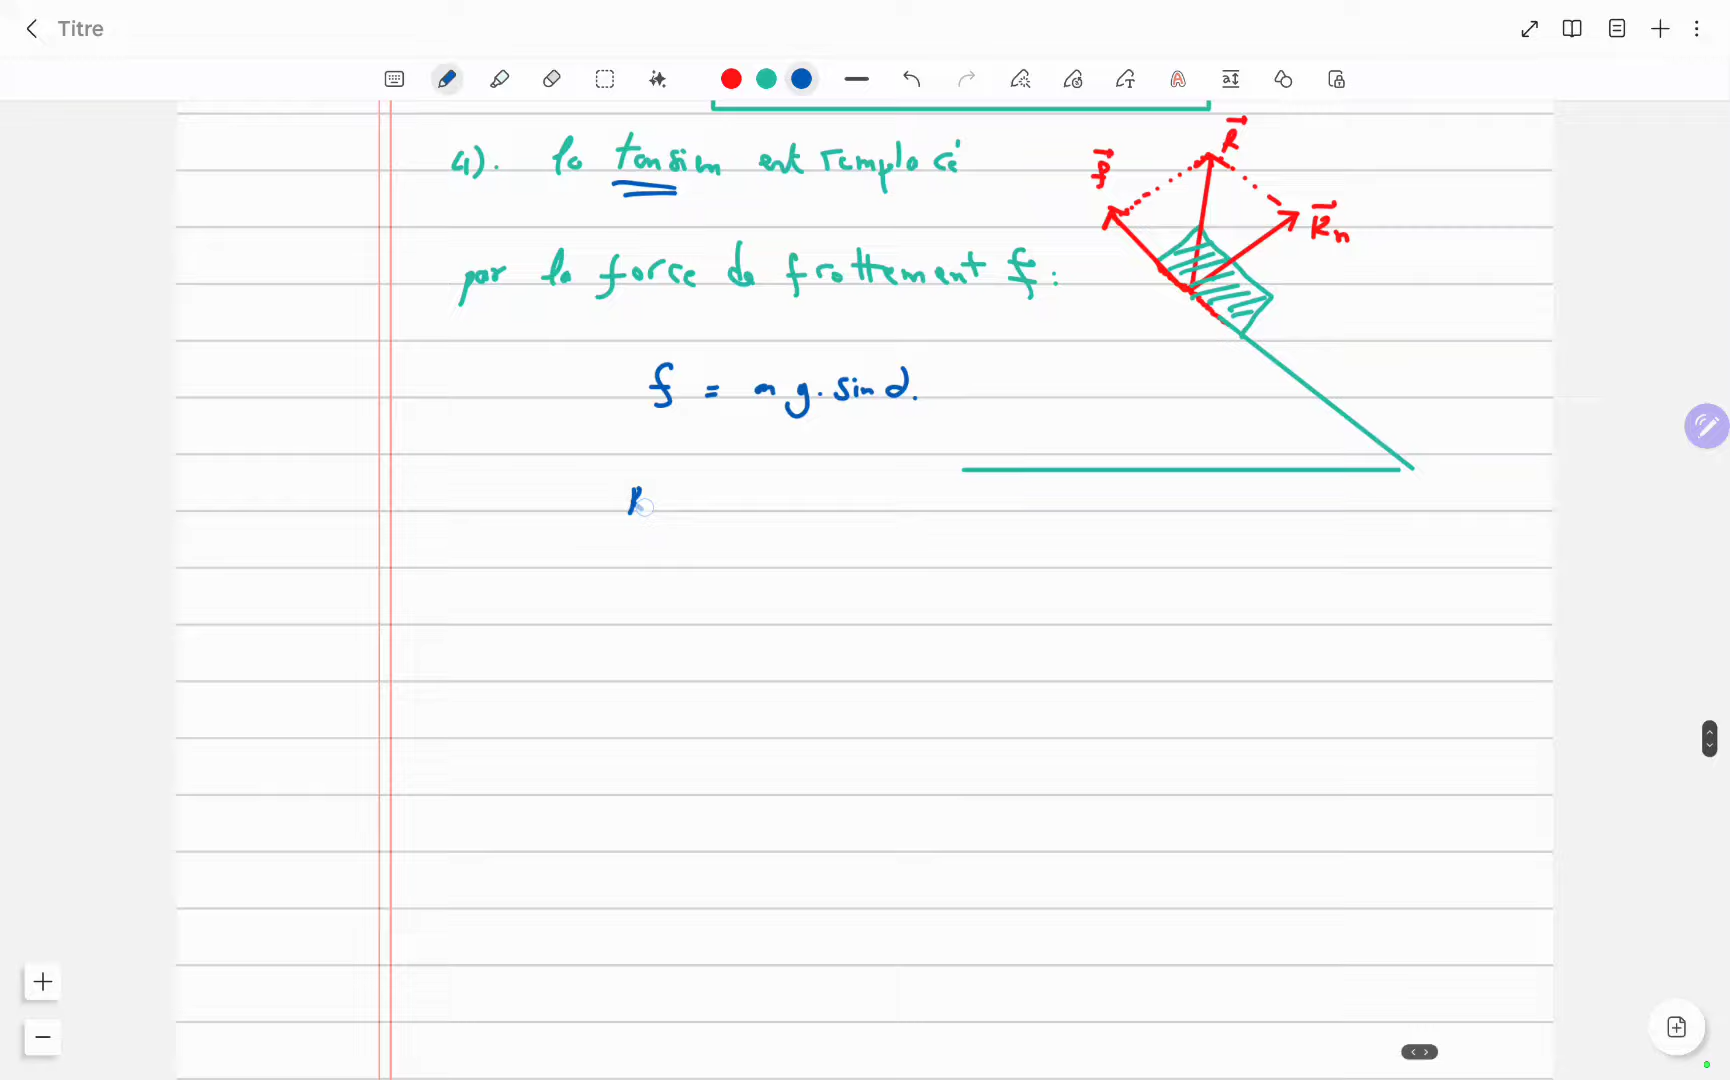 Titre
4). la tension est remplacé
par la force de frottement f :
f = m g. sin α.
R
f
R
Rn